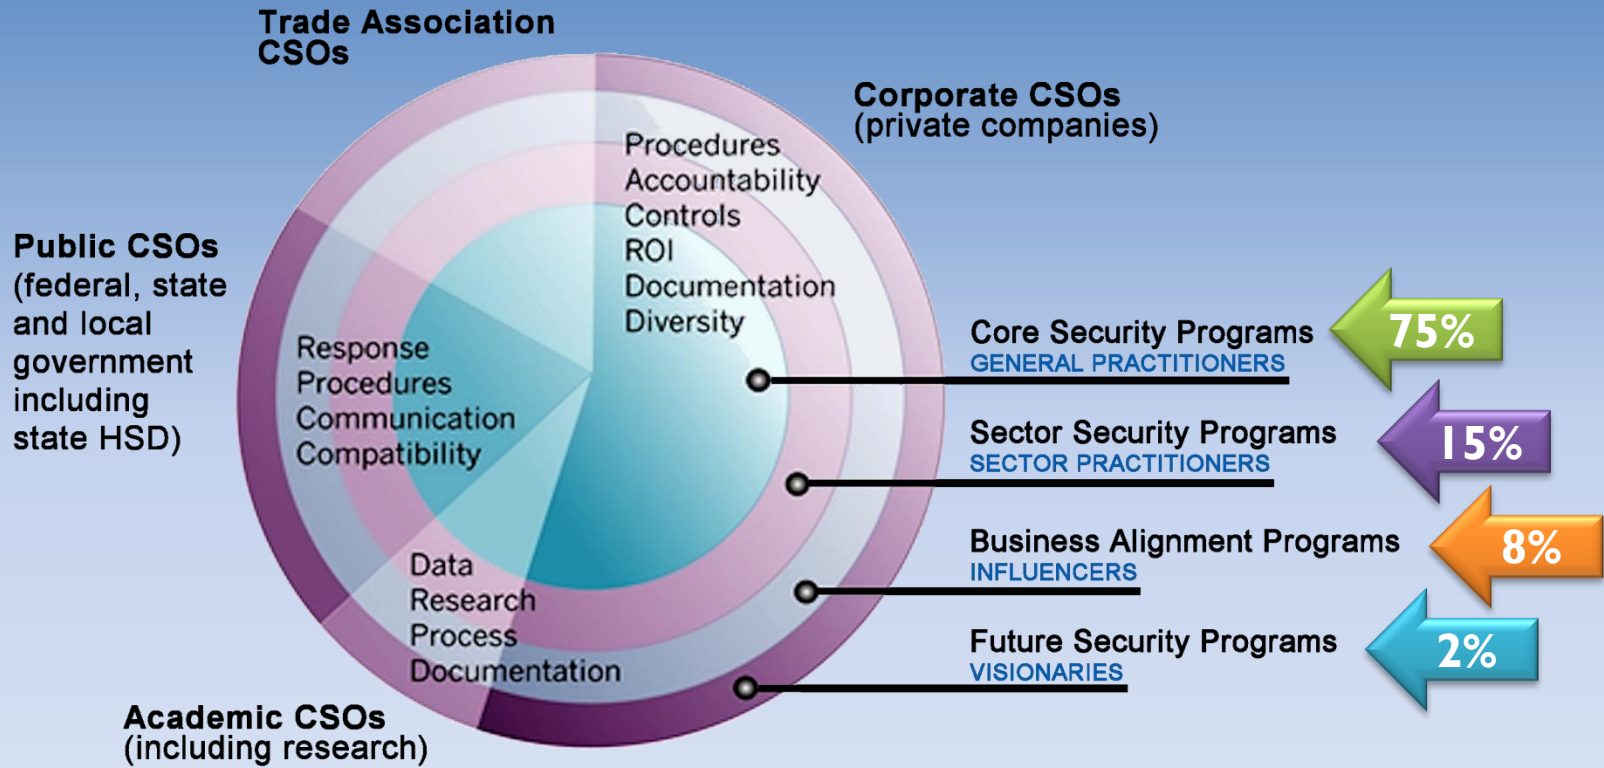 Trade Association
CSOs
Corporate CSOs
(private companies)
Procedures
Accountability
Controls
ROI
Documentation
Diversity
Public CSOs
(federal, state
and local
government
including
state HSD)
Response
Procedures
Communication
Compatibility
Core Security Programs
GENERAL PRACTITIONERS
75%
Sector Security Programs
SECTOR PRACTITIONERS
15%
Business Alignment Programs
INFLUENCERS
8%
Future Security Programs
VISIONARIES
2%
Data
Research
Process
Documentation
Academic CSOs
(including research)